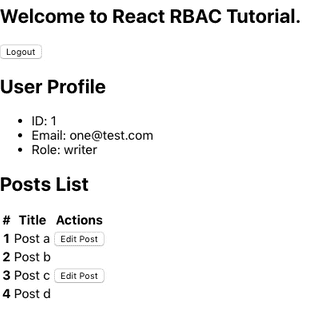 Welcome to React RBAC Tutorial.
Logout
User Profile
• ID: 1
• Email: one@test.com
• Role: writer
Posts List
# Title Actions
1 Post a Edit Post
2 Post b
3 Post c Edit Post
4 Post d